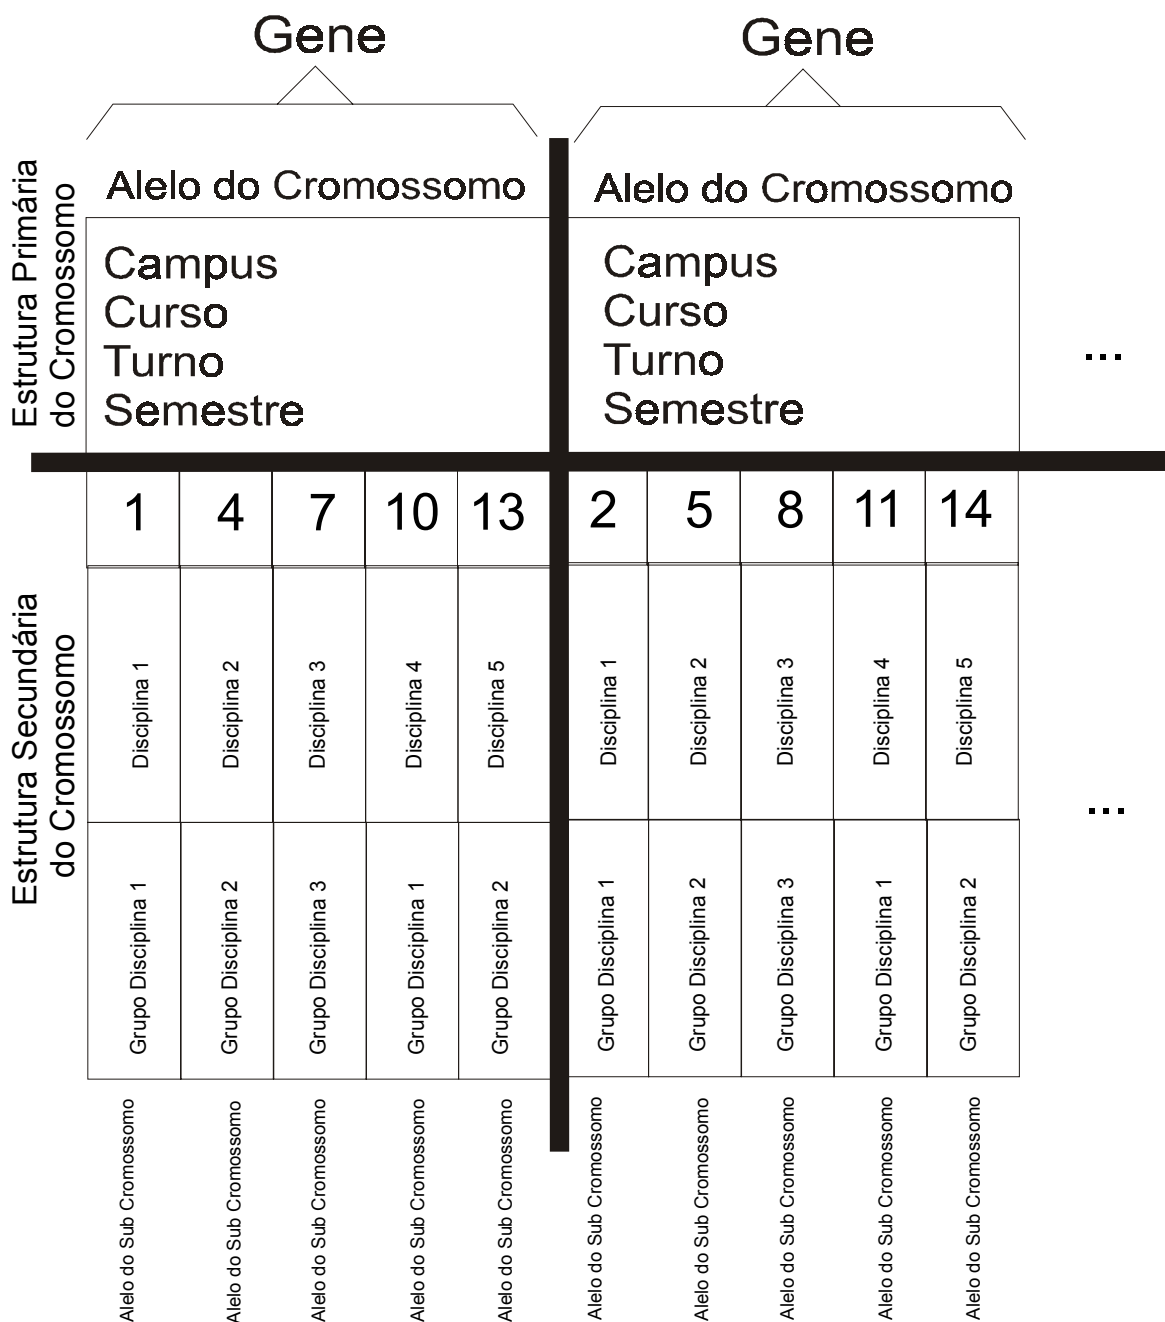 Gene
Gene
Estrutura Primária
do Cromossomo
Alelo do Cromossomo
Alelo do Cromossomo
Campus
Curso
Turno
Semestre
Campus
Curso
Turno
Semestre
...
1 4 7 10 13 2 5 8 11 14
Estrutura Secundária
do Cromossomo
Disciplina 1
Disciplina 2
Disciplina 3
Disciplina 4
Disciplina 5
Disciplina 1
Disciplina 2
Disciplina 3
Disciplina 4
Disciplina 5
...
Grupo Disciplina 1
Grupo Disciplina 2
Grupo Disciplina 3
Grupo Disciplina 1
Grupo Disciplina 2
Grupo Disciplina 1
Grupo Disciplina 2
Grupo Disciplina 3
Grupo Disciplina 1
Grupo Disciplina 2
Alelo do Sub Cromossomo
Alelo do Sub Cromossomo
Alelo do Sub Cromossomo
Alelo do Sub Cromossomo
Alelo do Sub Cromossomo
Alelo do Sub Cromossomo
Alelo do Sub Cromossomo
Alelo do Sub Cromossomo
Alelo do Sub Cromossomo
Alelo do Sub Cromossomo